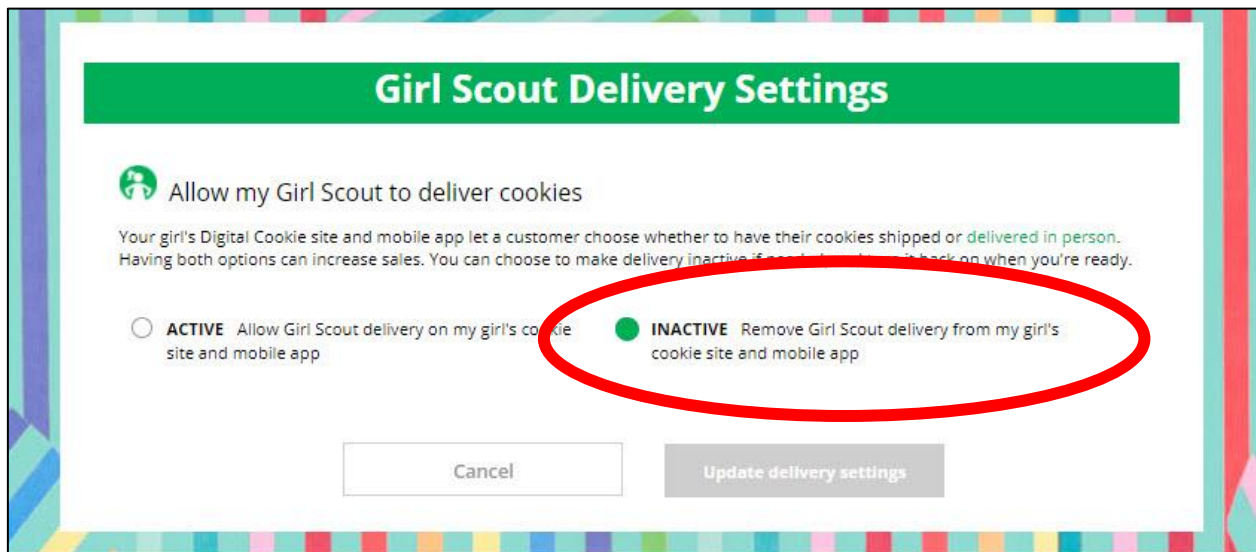 Girl Scout Delivery Settings
Allow my Girl Scout to deliver cookies
Your girl's Digital Cookie site and mobile app let a customer choose whether to have their cookies shipped or delivered in person.
Having both options can increase sales. You can choose to make delivery inactive if back on when you're ready.
ACTIVE Allow Girl Scout delivery on my girl's cookie
site and mobile app
INACTIVE Remove Girl Scout delivery from my girl's
cookie site and mobile app
Cancel
Update delivery settings